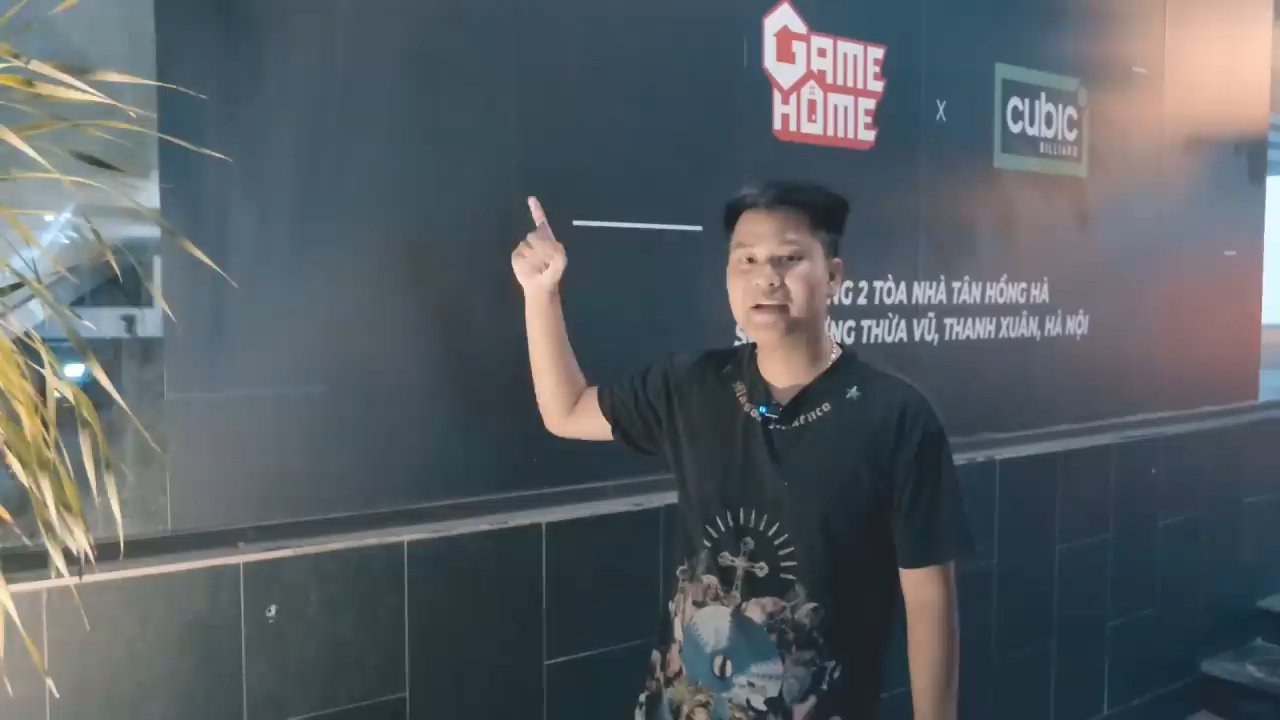 GAME
HOME
X
cubic
BILLIARD
2 TÒA NHÀ TÂN HỒNG HÀ
THỪA VŨ, THANH XUÂN, HÀ NỘI